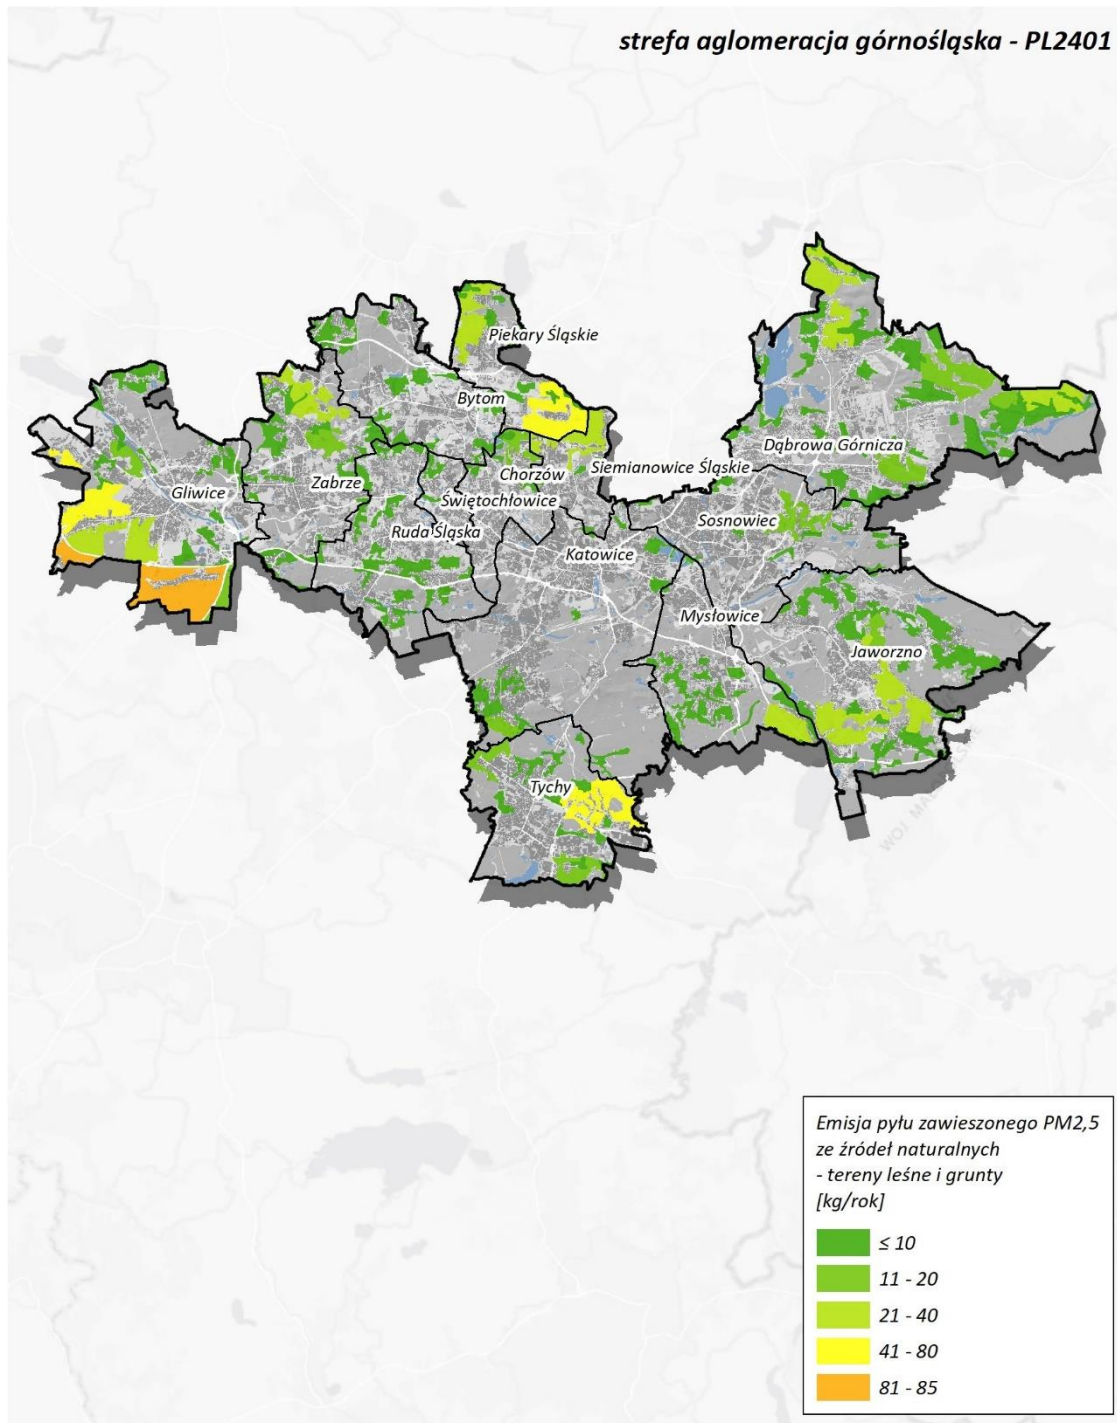 strefa aglomeracja górnośląska - PL2401
Piekary Śląskie
Bytom
Dąbrowa Górnicza
Siemianowice Śląskie
Chorzów
Zabrze
Gliwice
Świętochłowice
Sosnowiec
Ruda Śląska
Katowice
Mysłowice
Jaworzno
Tychy
WOJ. MA
Emisja pyłu zawieszonego PM2,5
ze źródeł naturalnych
- tereny leśne i grunty
[kg/rok]
≤ 10
11 - 20
21 - 40
41 - 80
81 - 85